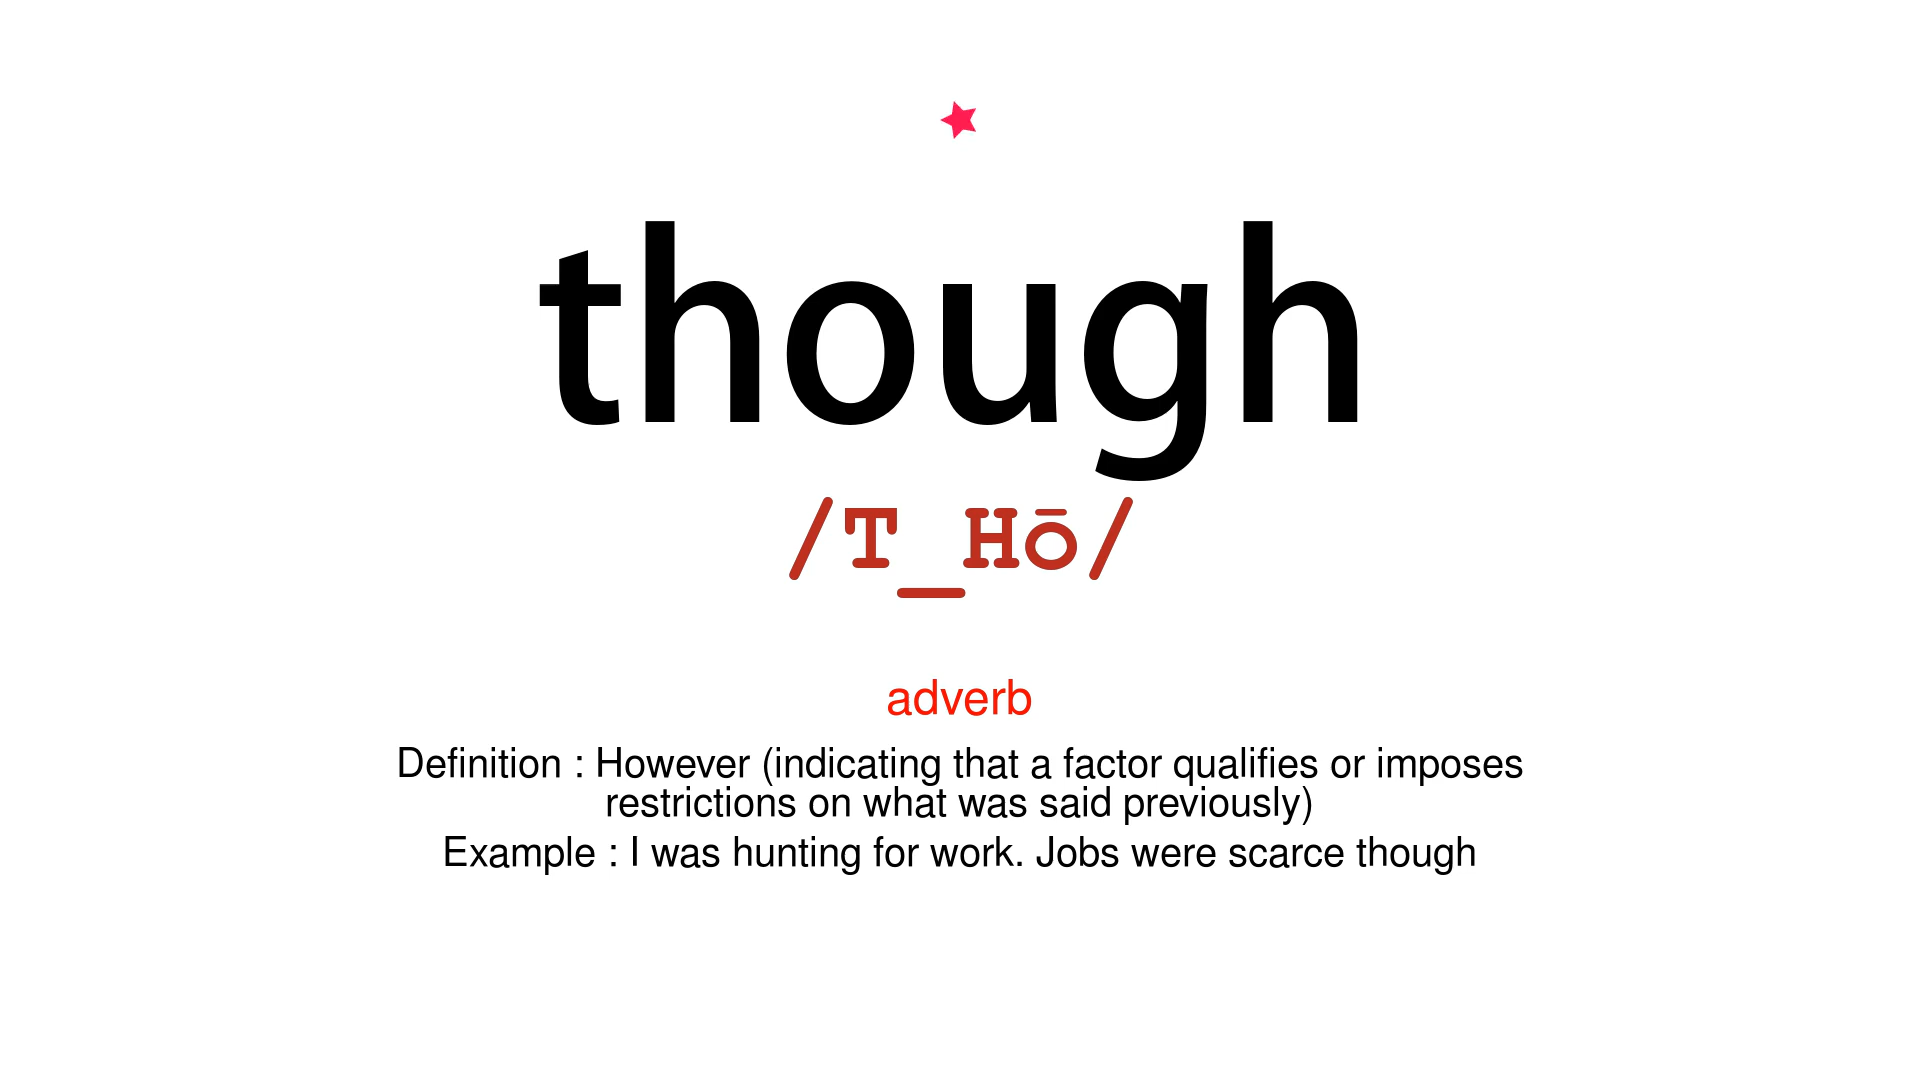 though
/T_Hō/
adverb
Definition : However (indicating that a factor qualifies or imposes
restrictions on what was said previously)
Example : I was hunting for work. Jobs were scarce though